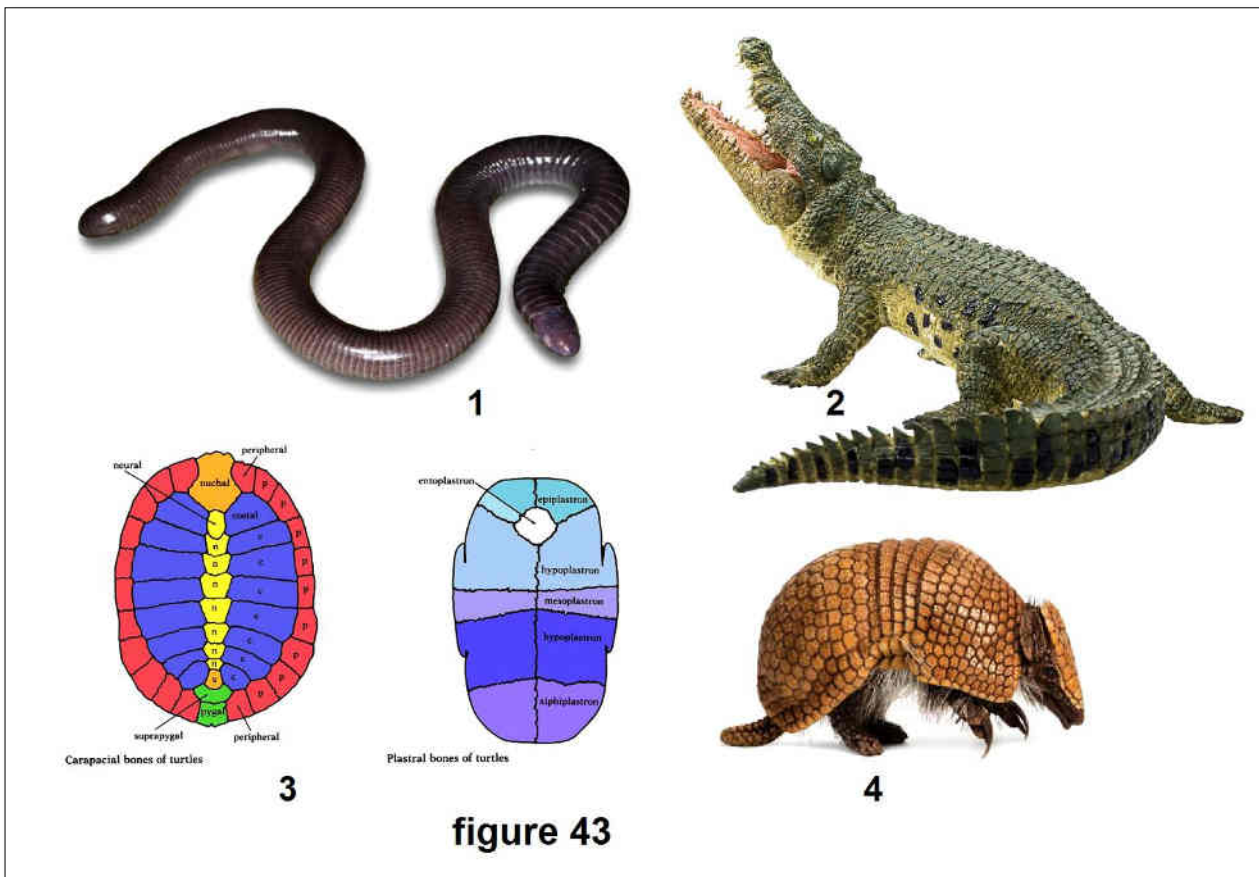 1
2
neural
peripheral
nuchal
p
p
costal
c
p
n
c
n
p
n
c
p
n
c
p
n
c
p
n
c
n
c
p
s
p
p
pygal
suprapygal
peripheral
Carapacial bones of turtles
3
entoplastron
epiplastron
hypoplastron
mesoplastron
hypoplastron
xiphiplastron
Plastral bones of turtles
4
figure 43